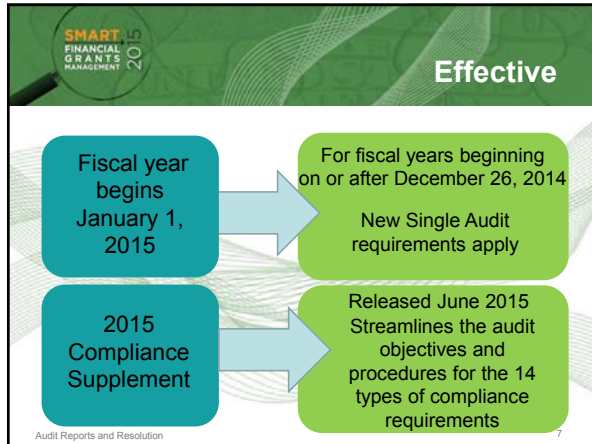 SMART
FINANCIAL
GRANTS
MANAGEMENT
2015
Effective
Fiscal year
begins
January 1,
2015
For fiscal years beginning
on or after December 26, 2014
New Single Audit
requirements apply
2015
Compliance
Supplement
Released June 2015
Streamlines the audit
objectives and
procedures for the 14
types of compliance
requirements
Audit Reports and Resolution
7